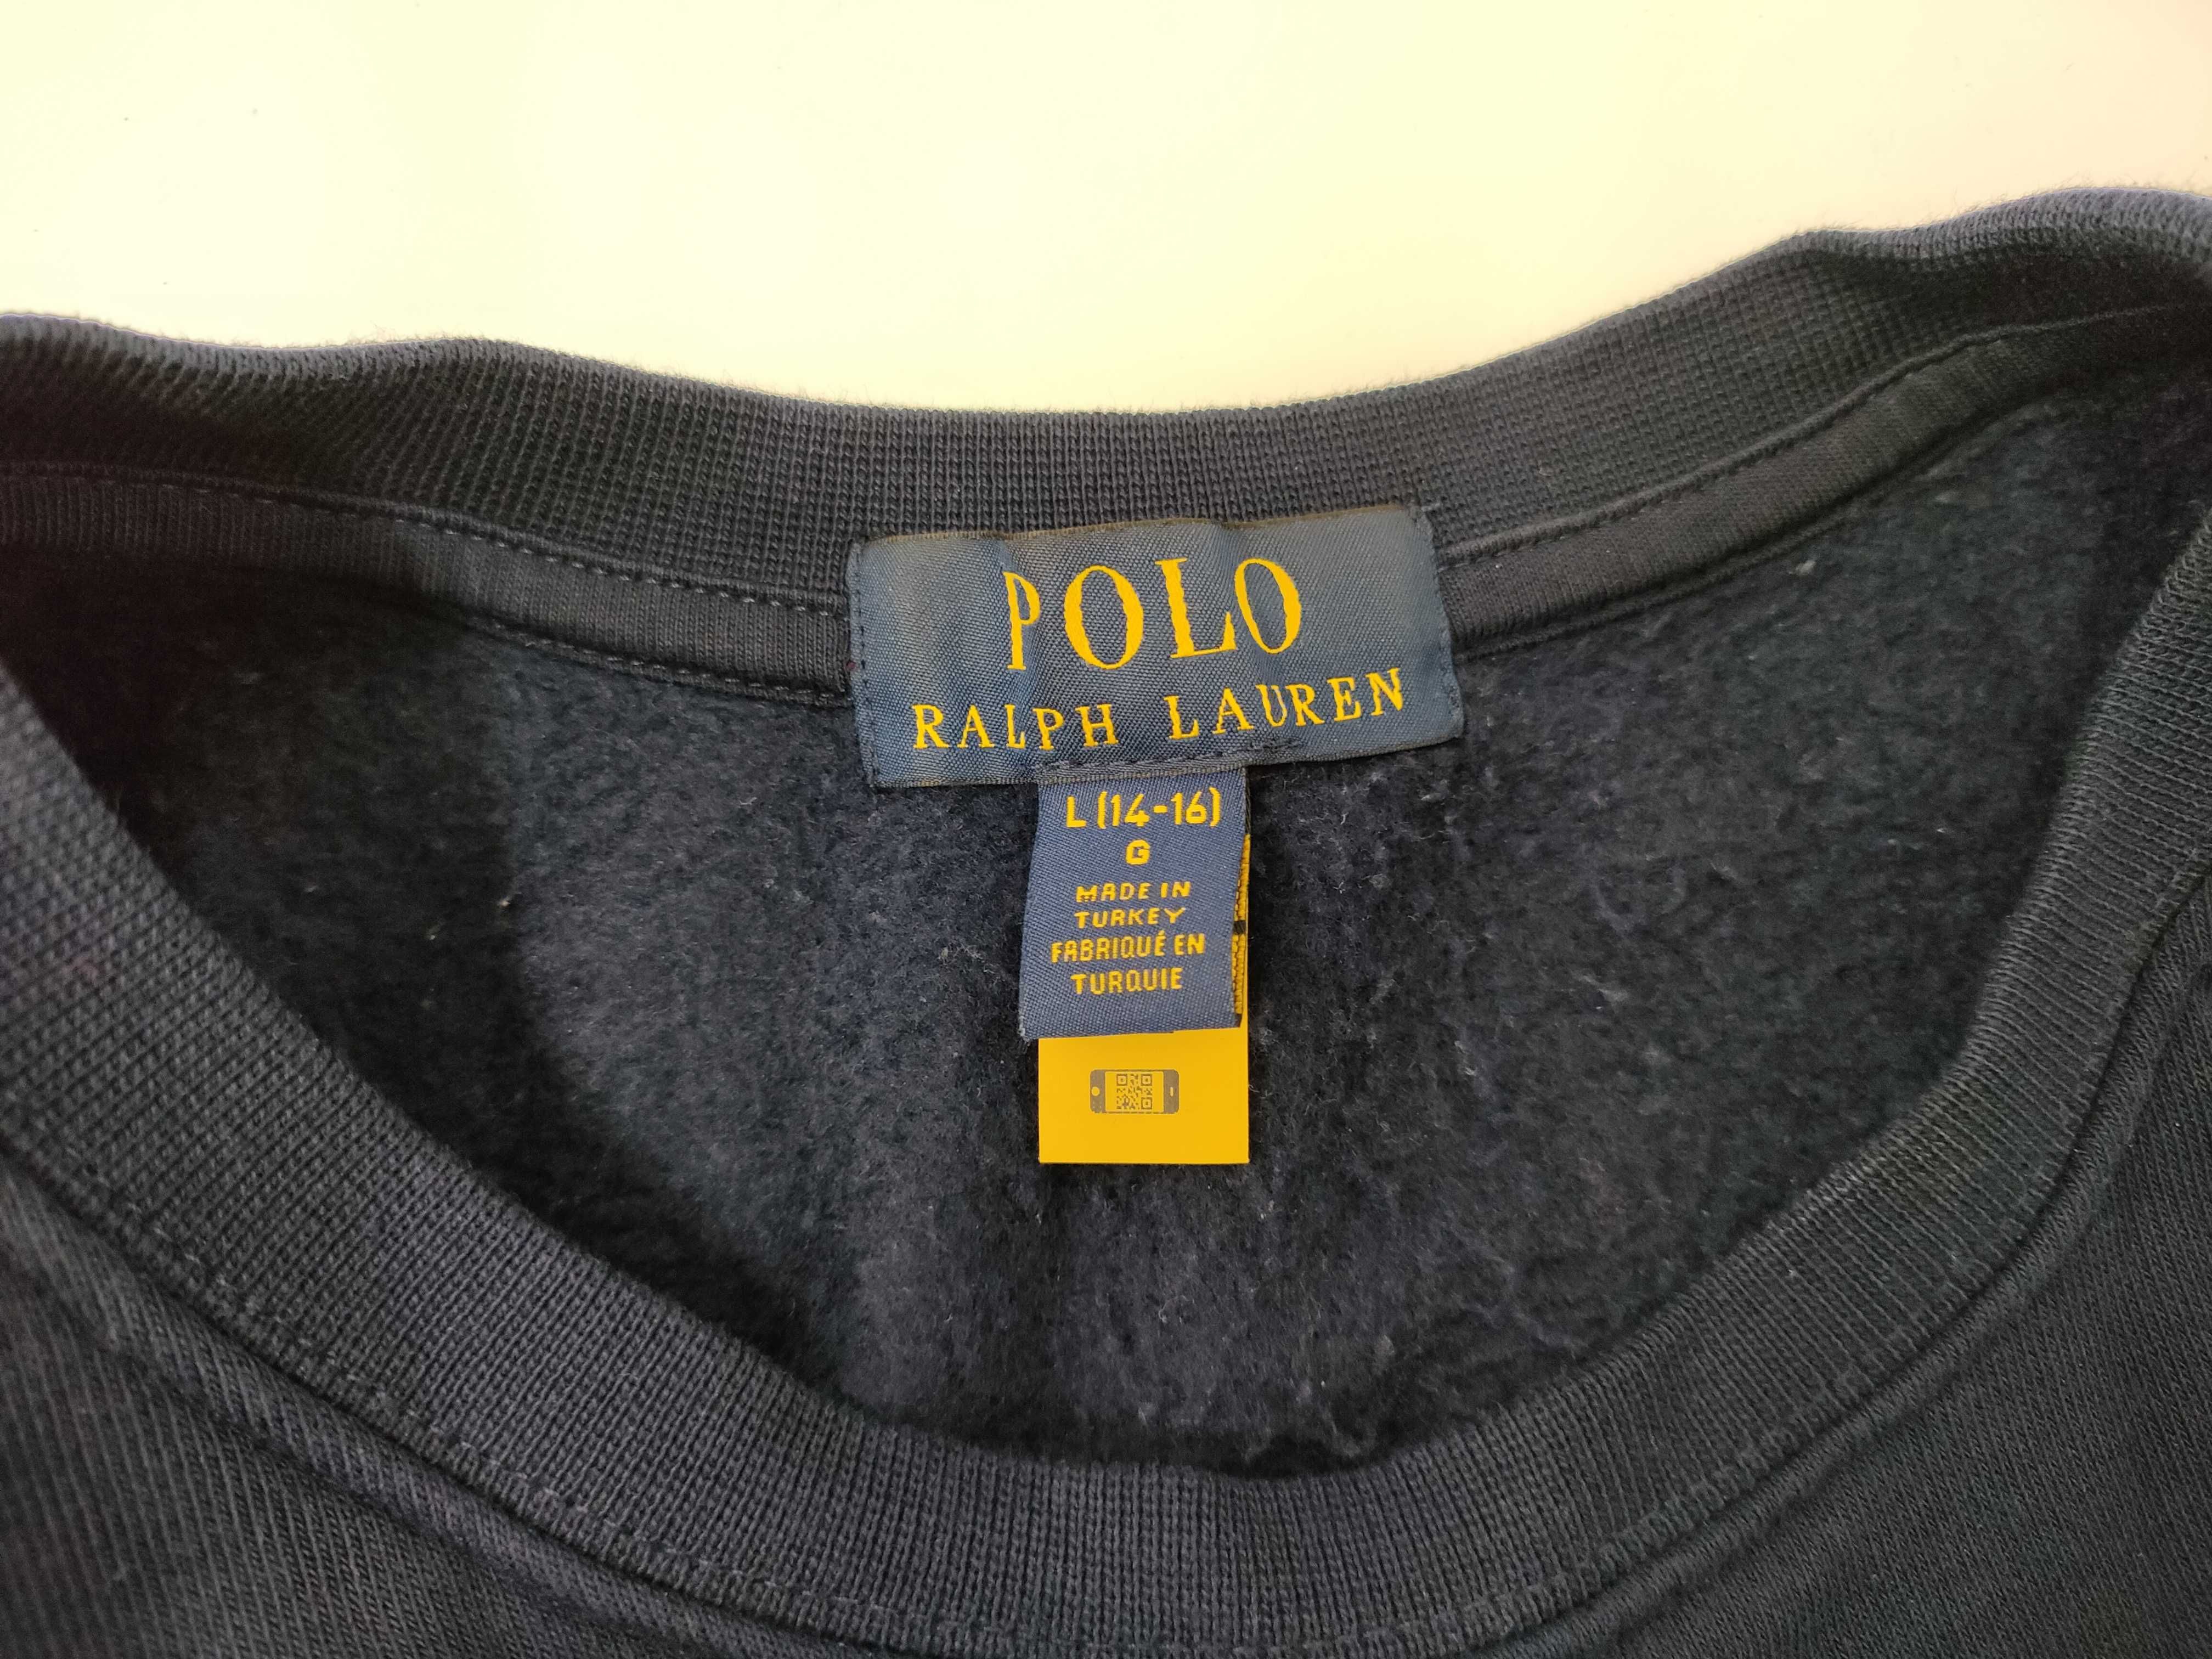 POLO
RALPH LAUREN
L (14-16)
G
MADE IN
TURKEY
FABRIQUÉ EN
TURQUIE